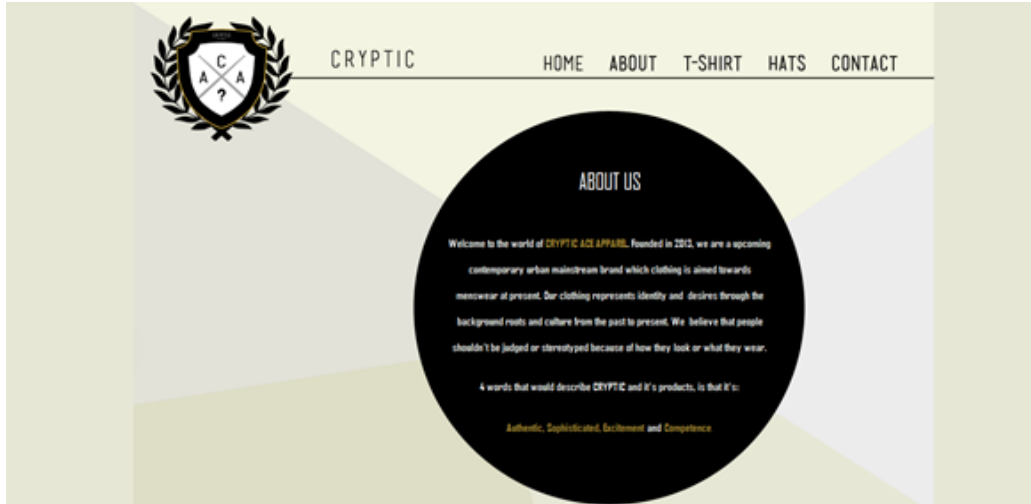 C
A A
?
CRYPTIC
HOME ABOUT T-SHIRT HATS CONTACT
ABOUT US
Welcome to the world of CRYPTIC ACE APPAREL. Founded in 2013, we are a upcoming
contemporary urban mainstream brand which clothing is aimed towards
menswear at present. Our clothing represents identity and desires through the
background roots and culture from the past to present. We believe that people
shouldn't be judged or stereotyped because of how they look or what they wear.
4 words that would describe CRYPTIC and it's products, is that it's:
Authentic, Sophisticated, Excitement and Competence